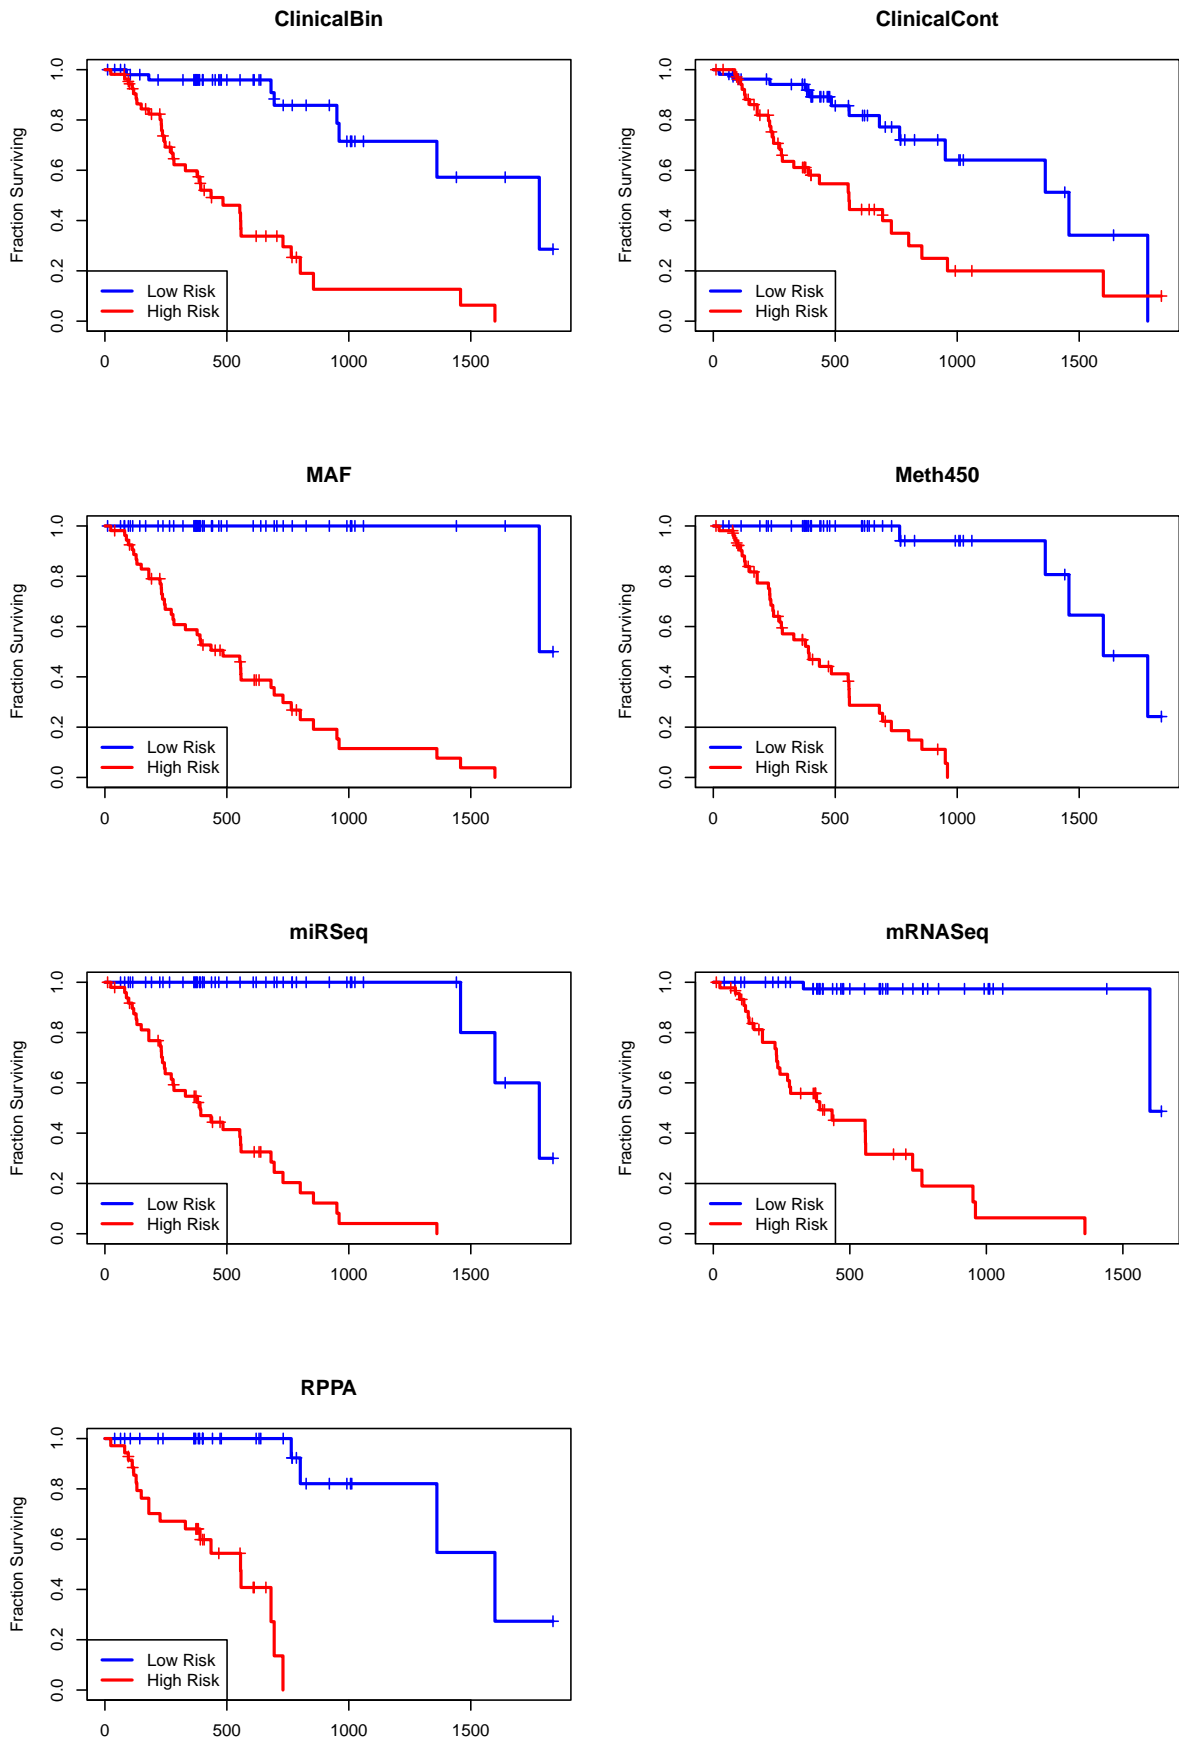 ClinicalBin
Fraction Surviving
0.0 0.2 0.4 0.6 0.8 1.0
Low Risk
High Risk
0 500 1000 1500
ClinicalCont
Fraction Surviving
0.0 0.2 0.4 0.6 0.8 1.0
Low Risk
High Risk
0 500 1000 1500
MAF
Fraction Surviving
0.0 0.2 0.4 0.6 0.8 1.0
Low Risk
High Risk
0 500 1000 1500
Meth450
Fraction Surviving
0.0 0.2 0.4 0.6 0.8 1.0
Low Risk
High Risk
0 500 1000 1500
miRSeq
Fraction Surviving
0.0 0.2 0.4 0.6 0.8 1.0
Low Risk
High Risk
0 500 1000 1500
mRNASeq
Fraction Surviving
0.0 0.2 0.4 0.6 0.8 1.0
Low Risk
High Risk
0 500 1000 1500
RPPA
Fraction Surviving
0.0 0.2 0.4 0.6 0.8 1.0
Low Risk
High Risk
0 500 1000 1500